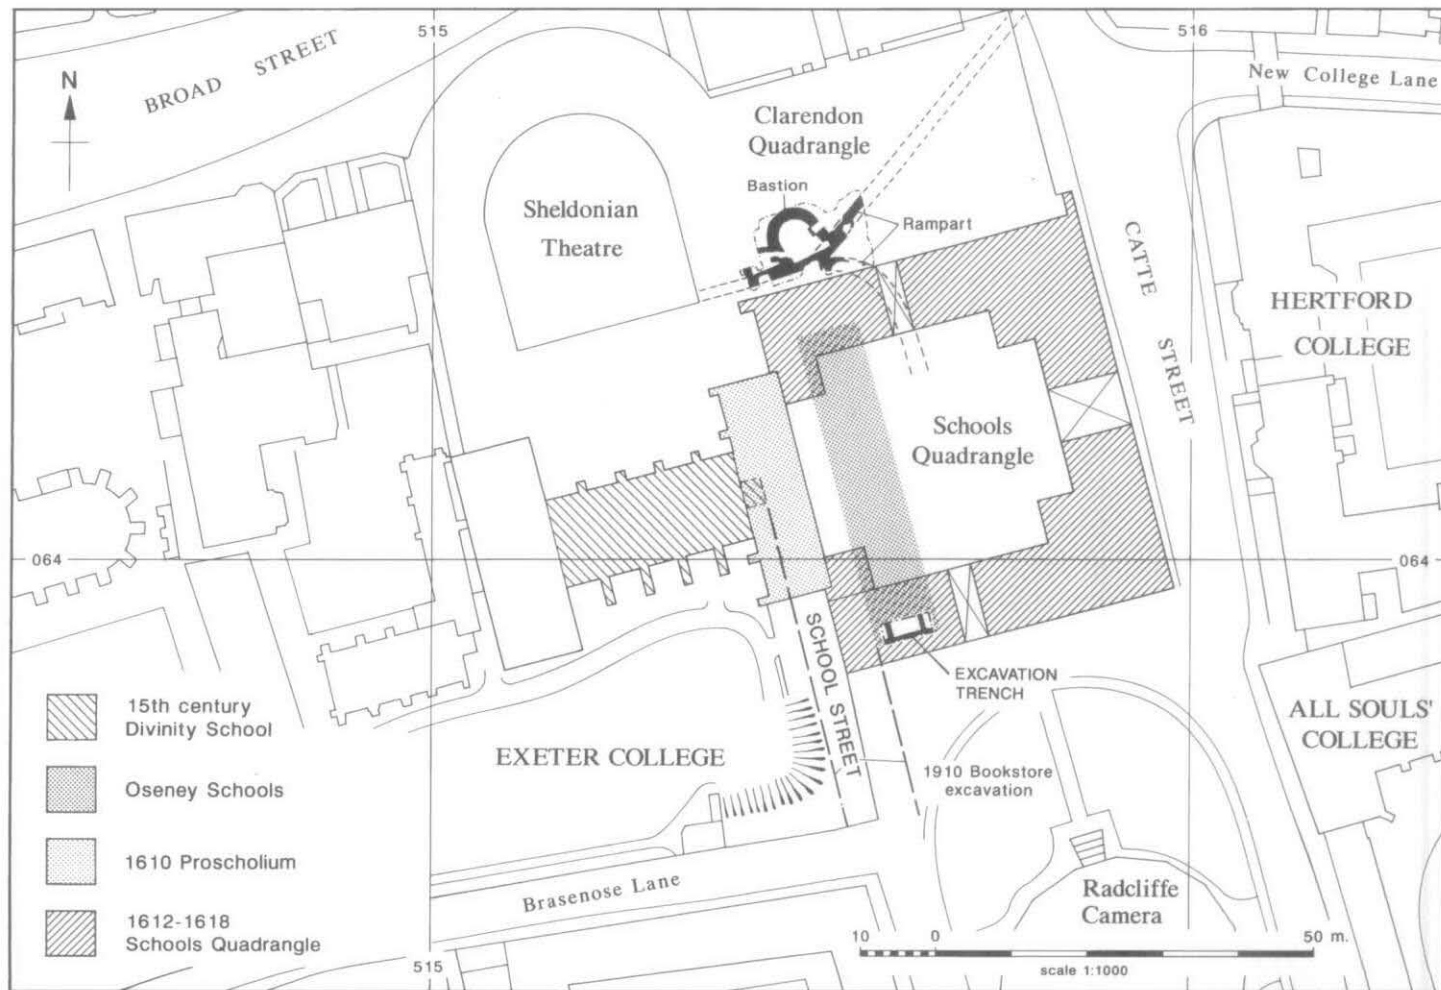 515
516
BROAD STREET
N
New College Lane
Clarendon
Quadrangle
Bastion
Sheldonian
Theatre
Rampart
CATTE STREET
HERTFORD
COLLEGE
Schools
Quadrangle
064
064
SCHOOL STREET
EXCAVATION
TRENCH
15th century
Divinity School
ALL SOULS'
COLLEGE
EXETER COLLEGE
1910 Bookstore
excavation
Oseney Schools
1610 Proscholium
Brasenose Lane
Radcliffe
Camera
1612-1618
Schools Quadrangle
10 0 50 m.
515
scale 1:1000